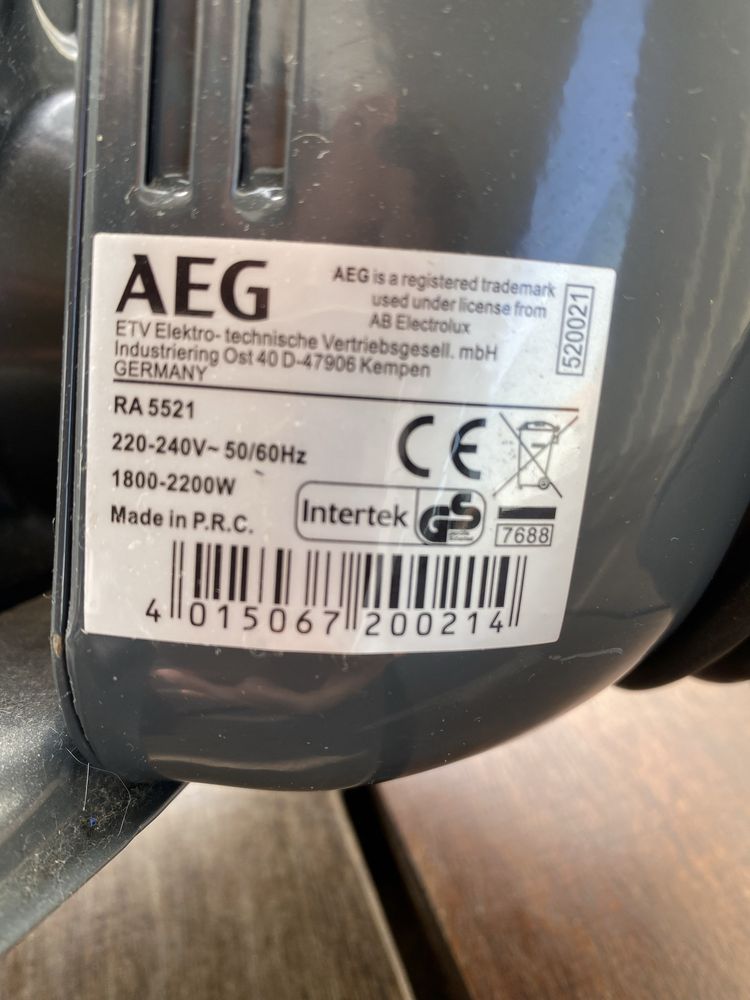 AEG
AEG is a registered trademark
used under license from
AB Electrolux
520021
ETV Elektro- technische Vertriebsgesell. mbH
Industriering Ost 40 D-47906 Kempen
GERMANY
RA 5521
220-240V~ 50/60Hz
1800-2200W
Made in P.R.C.
CE
Intertek
GS
7688
4 015067 200214